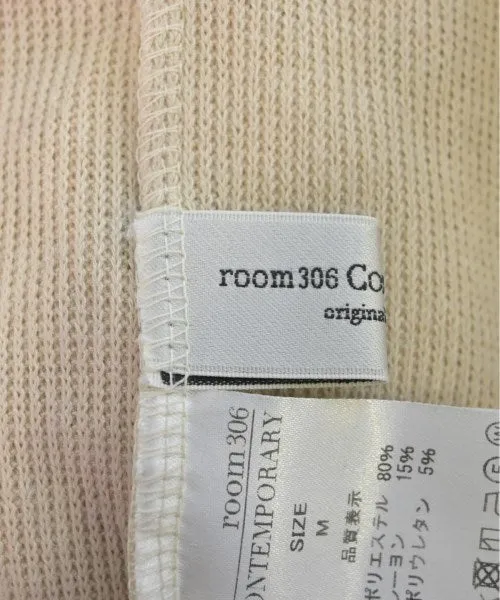 room306 Co
original
room306
ONTEMPORARY
SIZE
M
品質表示
ポリエステル 80%
レーヨン 15%
ポリウレタン 5%